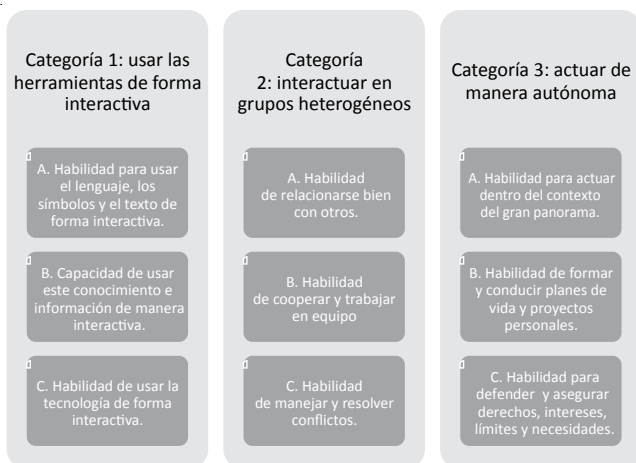 Categoría 1: usar las
herramientas de forma
interactiva
A. Habilidad para usar
el lenguaje, los
símbolos y el texto de
forma interactiva.
B. Capacidad de usar
este conocimiento e
información de manera
interactiva.
C. Habilidad de usar la
tecnología de forma
interactiva.
Categoría
2: interactuar en
grupos heterogéneos
A. Habilidad
de relacionarse bien
con otros.
B. Habilidad
de cooperar y trabajar
en equipo
C. Habilidad
de manejar y resolver
conflictos.
Categoría 3: actuar de
manera autónoma
A. Habilidad para actuar
dentro del contexto
del gran panorama.
B. Habilidad de formar
y conducir planes de
vida y proyectos
personales.
C. Habilidad para
defender y asegurar
derechos, intereses,
límites y necesidades.